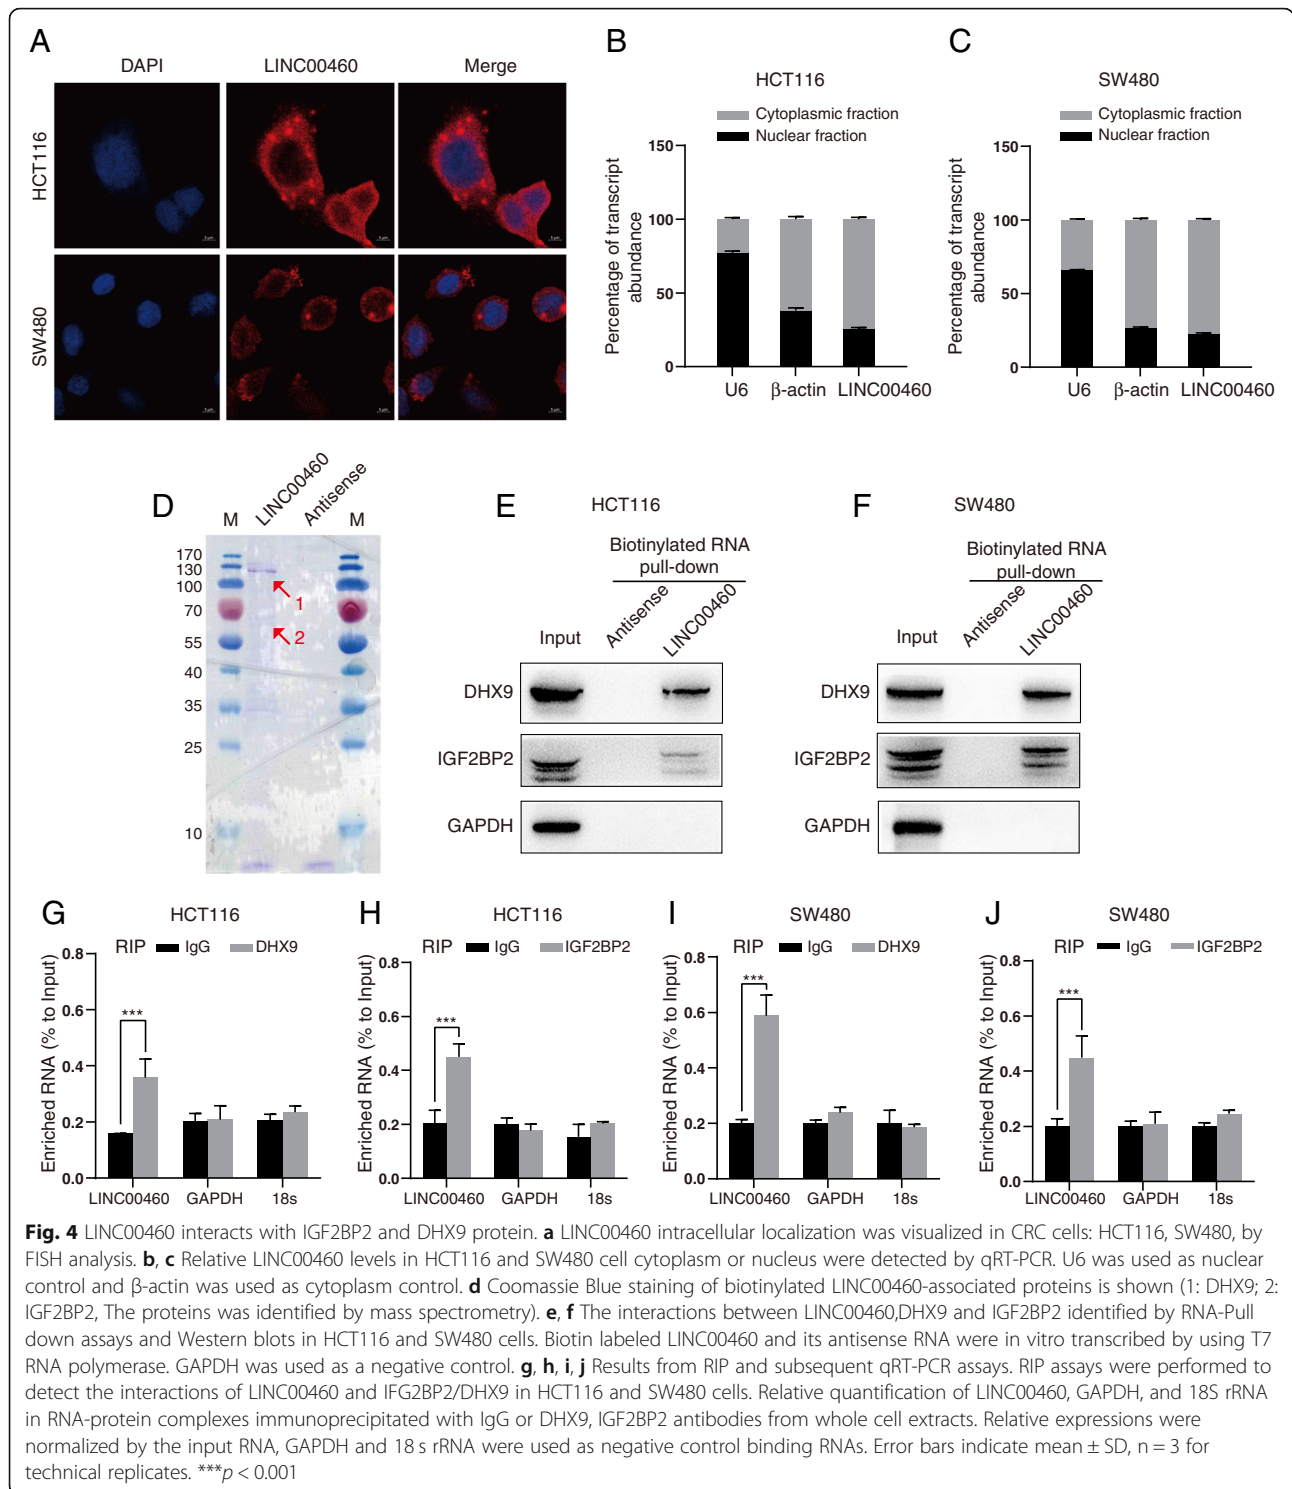 A
DAPI
LINC00460
Merge
HCT116
SW480
B
HCT116
Cytoplasmic fraction
Nuclear fraction
Percentage of transcript
abundance
150
100
50
0
U6
β-actin
LINC00460
C
SW480
Cytoplasmic fraction
Nuclear fraction
Percentage of transcript
abundance
150
100
50
0
U6
β-actin
LINC00460
D
M
LINC00460
Antisense
M
170
130
100
70
55
40
35
25
10
1
2
E
HCT116
Biotinylated RNA
pull-down
Input
Antisense
LINC00460
DHX9
IGF2BP2
GAPDH
F
SW480
Biotinylated RNA
pull-down
Input
Antisense
LINC00460
DHX9
IGF2BP2
GAPDH
G
HCT116
RIP IgG DHX9
Enriched RNA (% to Input)
0.8
0.6
0.4
0.2
0.0
***
LINC00460
GAPDH
18s
H
HCT116
RIP IgG IGF2BP2
Enriched RNA (% to Input)
0.8
0.6
0.4
0.2
0.0
***
LINC00460
GAPDH
18s
I
SW480
RIP IgG DHX9
Enriched RNA (% to Input)
0.8
0.6
0.4
0.2
0.0
***
LINC00460
GAPDH
18s
J
SW480
RIP IgG IGF2BP2
Enriched RNA (% to Input)
0.8
0.6
0.4
0.2
0.0
***
LINC00460
GAPDH
18s
Fig. 4 LINC00460 interacts with IGF2BP2 and DHX9 protein. a LINC00460 intracellular localization was visualized in CRC cells: HCT116, SW480, by
FISH analysis. b, c Relative LINC00460 levels in HCT116 and SW480 cell cytoplasm or nucleus were detected by qRT-PCR. U6 was used as nuclear
control and β-actin was used as cytoplasm control. d Coomassie Blue staining of biotinylated LINC00460-associated proteins is shown (1: DHX9; 2:
IGF2BP2, The proteins was identified by mass spectrometry). e, f The interactions between LINC00460,DHX9 and IGF2BP2 identified by RNA-Pull
down assays and Western blots in HCT116 and SW480 cells. Biotin labeled LINC00460 and its antisense RNA were in vitro transcribed by using T7
RNA polymerase. GAPDH was used as a negative control. g, h, i, j Results from RIP and subsequent qRT-PCR assays. RIP assays were performed to
detect the interactions of LINC00460 and IFG2BP2/DHX9 in HCT116 and SW480 cells. Relative quantification of LINC00460, GAPDH, and 18S rRNA
in RNA-protein complexes immunoprecipitated with IgG or DHX9, IGF2BP2 antibodies from whole cell extracts. Relative expressions were
normalized by the input RNA, GAPDH and 18 s rRNA were used as negative control binding RNAs. Error bars indicate mean ± SD, n = 3 for
technical replicates. ***p < 0.001